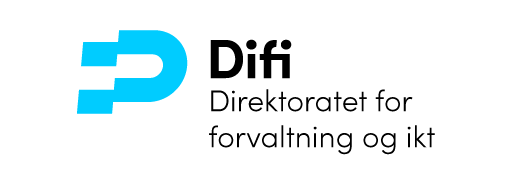 Difi
Direktoratet for
forvaltning og ikt